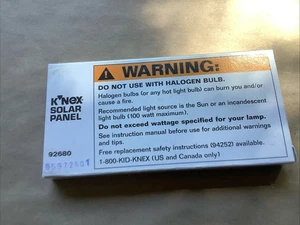 WARNING:
K'NEX
SOLAR
PANEL
92680
DO NOT USE WITH HALOGEN BULB.
Halogen bulbs (or any hot light bulb) can burn you and/or
cause a fire.
Recommended light source is the Sun or an incandescent
light bulb (100 watt maximum).
Do not exceed wattage specified for your lamp.
See instruction manual before use for additional warnings
and tips.
Free replacement safety instructions (94252) available.
1-800-KID-KNEX (US and Canada only)